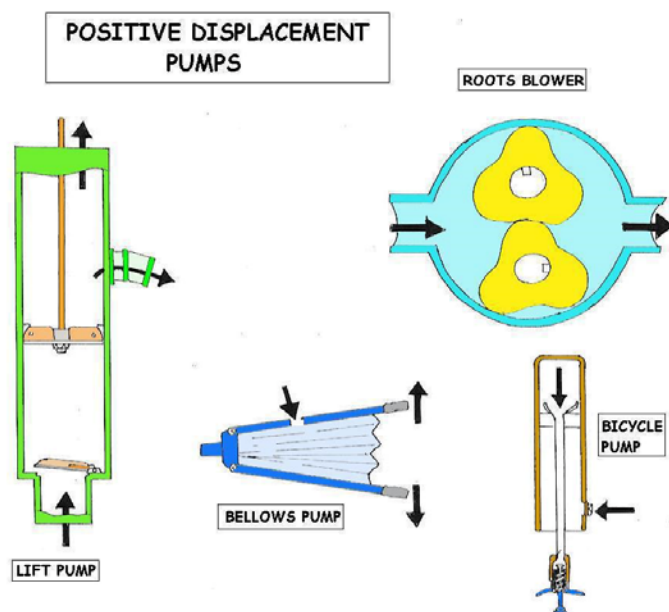 POSITIVE DISPLACEMENT
PUMPS
ROOTS BLOWER
BICYCLE
PUMP
BELLOWS PUMP
LIFT PUMP